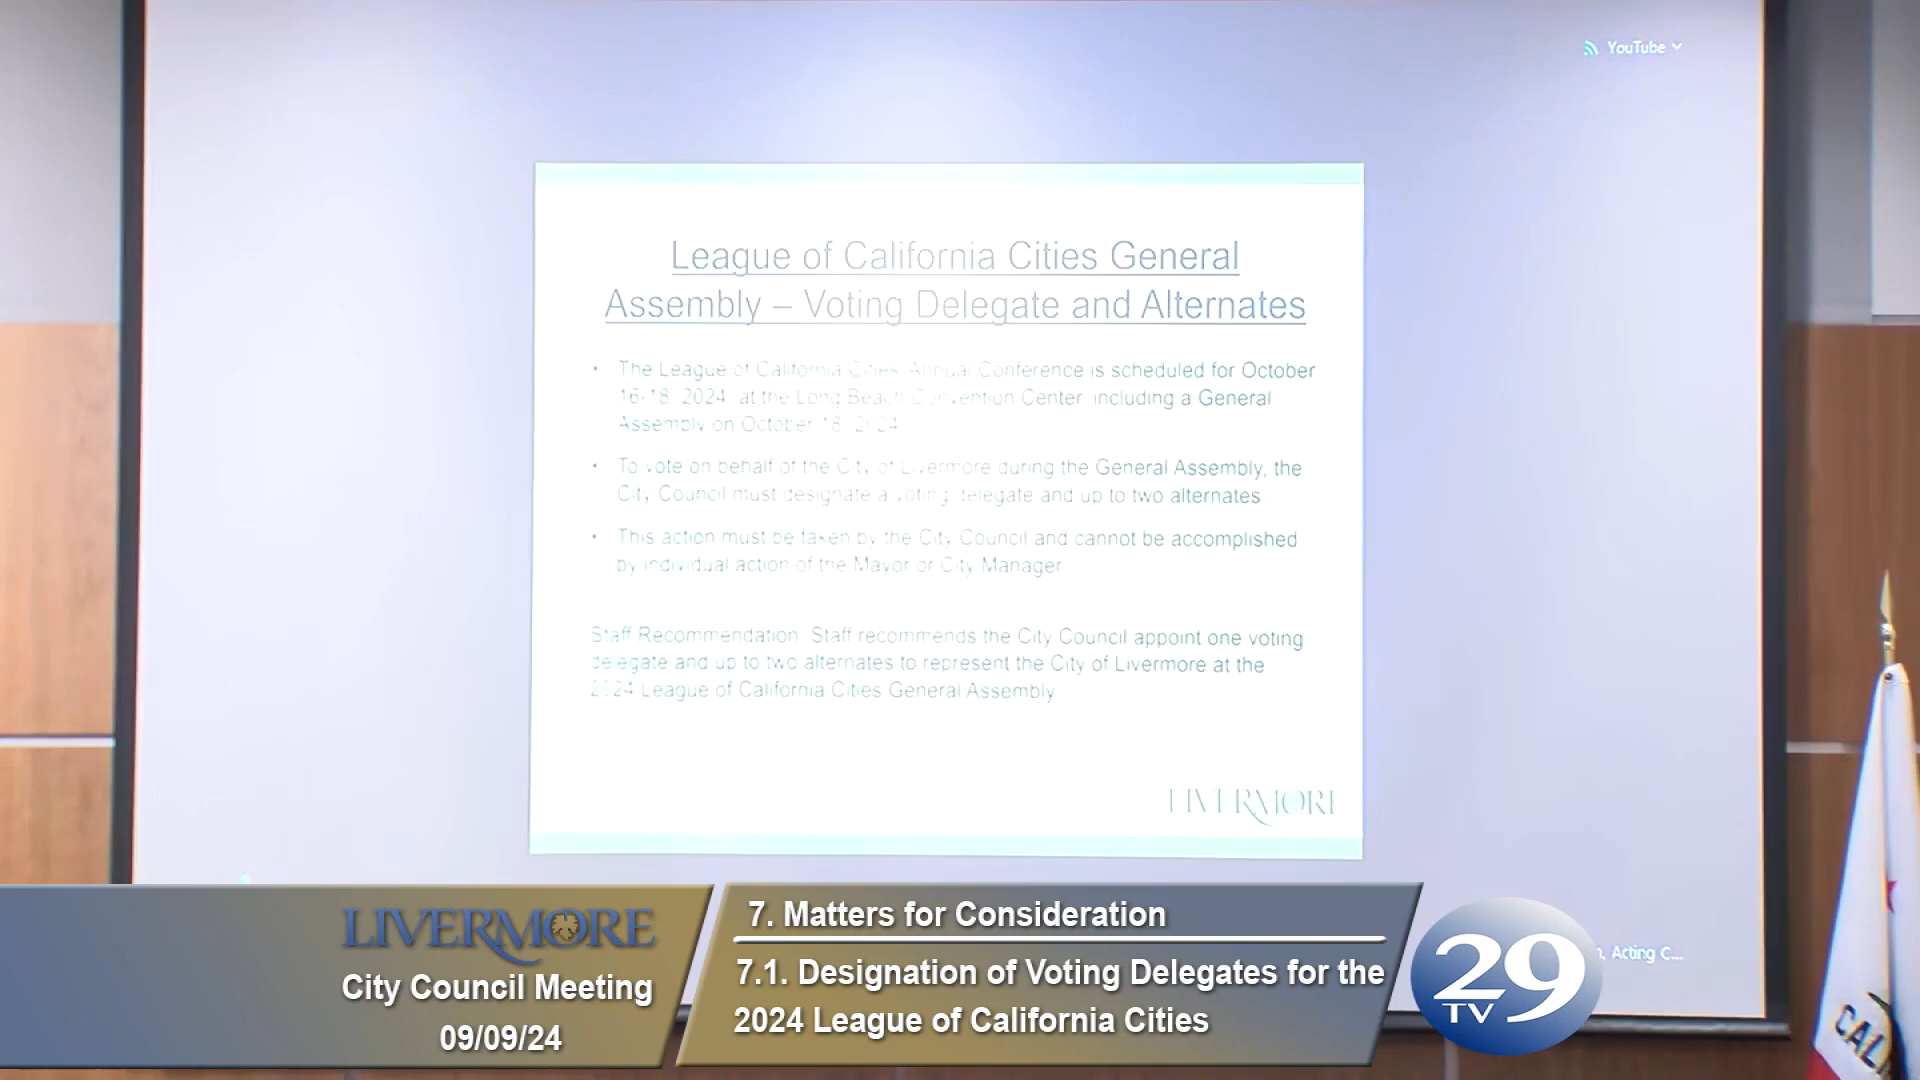 YouTube
League of California Cities General
Assembly – Voting Delegate and Alternates
• The League of California Cities Annual Conference is scheduled for October
16-18, 2024, at the Long Beach Convention Center, including a General
Assembly on October 18, 2024
• To vote on behalf of the City of Livermore during the General Assembly, the
City Council must designate a voting delegate and up to two alternates
• This action must be taken by the City Council and cannot be accomplished
by individual action of the Mayor or City Manager
Staff Recommendation: Staff recommends the City Council appoint one voting
delegate and up to two alternates to represent the City of Livermore at the
2024 League of California Cities General Assembly
LIVERMORE
LIVERMORE
City Council Meeting
09/09/24
7. Matters for Consideration
7.1. Designation of Voting Delegates for the
2024 League of California Cities
29
TV
, Acting C...
CAL